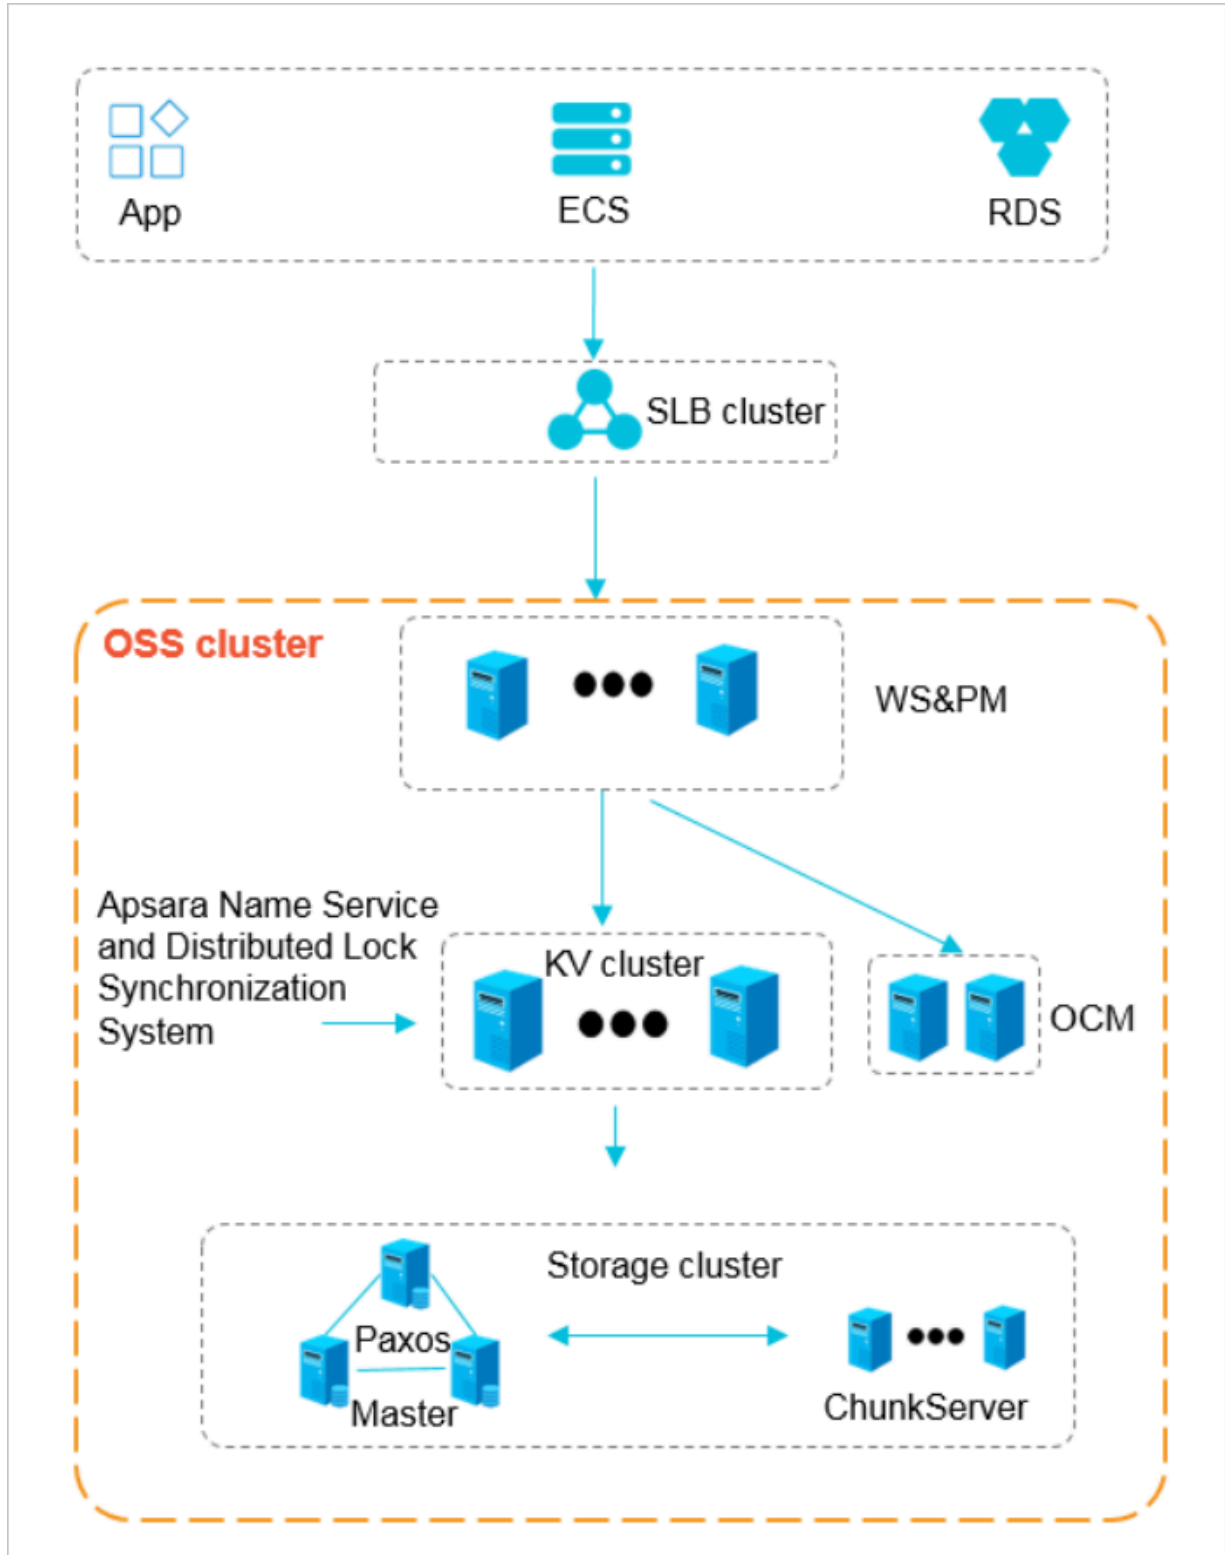 App
ECS
RDS
SLB cluster
OSS cluster
WS&PM
Apsara Name Service
and Distributed Lock
Synchronization
System
KV cluster
OCM
Storage cluster
Paxos
Master
ChunkServer